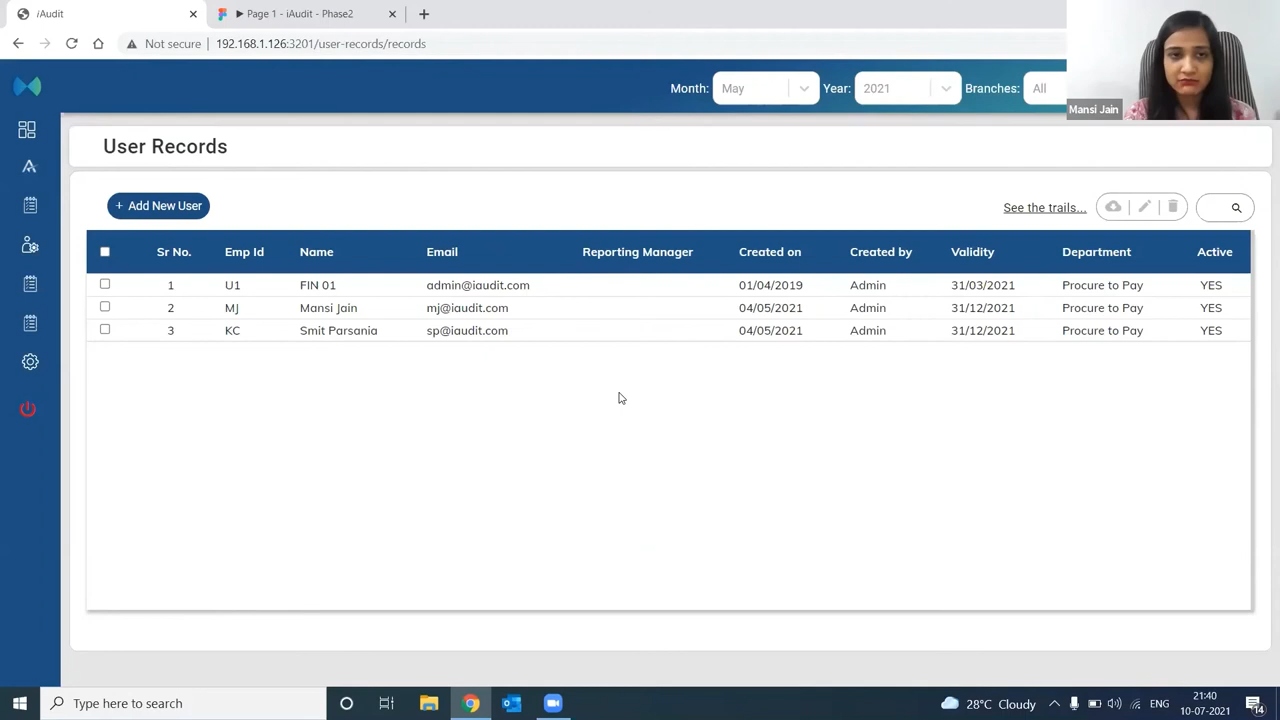 iAudit
Page 1 - iAudit - Phase2
Not secure 192.168.1.126:3201/user-records/records
Month: May Year: 2021 Branches: All
Mansi Jain
User Records
+ Add New User
See the trails...
Sr No. Emp Id Name Email Reporting Manager Created on Created by Validity Department Active
1 U1 FIN 01 admin@iaudit.com 01/04/2019 Admin 31/03/2021 Procure to Pay YES
2 MJ Mansi Jain mj@iaudit.com 04/05/2021 Admin 31/12/2021 Procure to Pay YES
3 KC Smit Parsania sp@iaudit.com 04/05/2021 Admin 31/12/2021 Procure to Pay YES
Type here to search
28°C Cloudy
ENG
21:40
10-07-2021
14